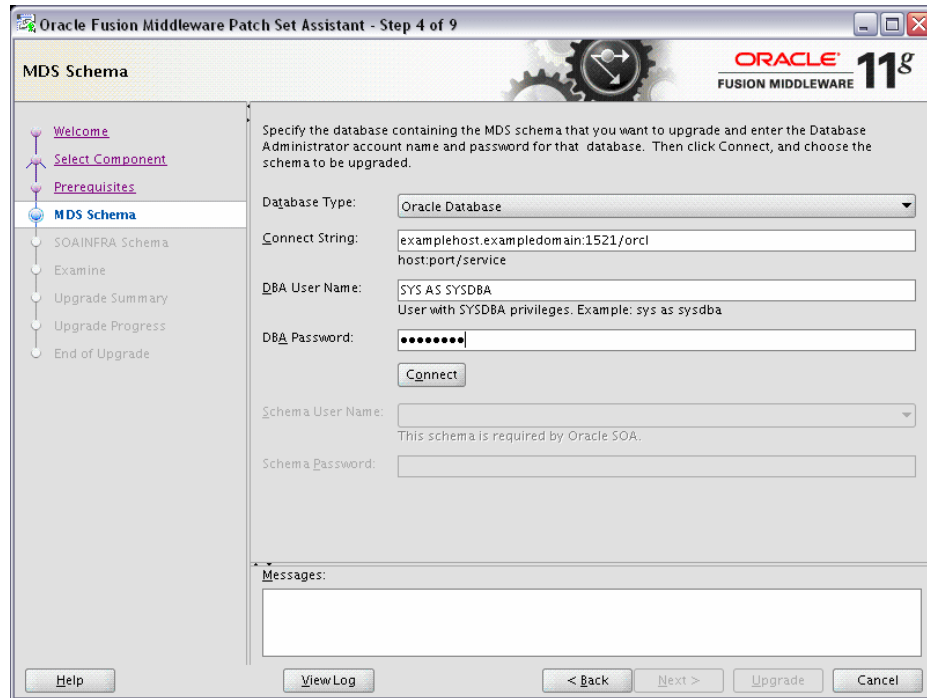 Oracle Fusion Middleware Patch Set Assistant - Step 4 of 9
MDS Schema
ORACLE
FUSION MIDDLEWARE
11g
Welcome
Select Component
Prerequisites
MDS Schema
SOAINFRA Schema
Examine
Upgrade Summary
Upgrade Progress
End of Upgrade
Specify the database containing the MDS schema that you want to upgrade and enter the Database
Administrator account name and password for that database. Then click Connect, and choose the
schema to be upgraded.
Database Type: Oracle Database
Connect String: examplehost.exampledomain:1521/orcl
host:port/service
DBA User Name: SYS AS SYSDBA
User with SYSDBA privileges. Example: sys as sysdba
DBA Password: ●●●●●●●●
Connect
Schema User Name:
This schema is required by Oracle SOA.
Schema Password:
Messages:
Help
View Log
< Back
Next >
Upgrade
Cancel